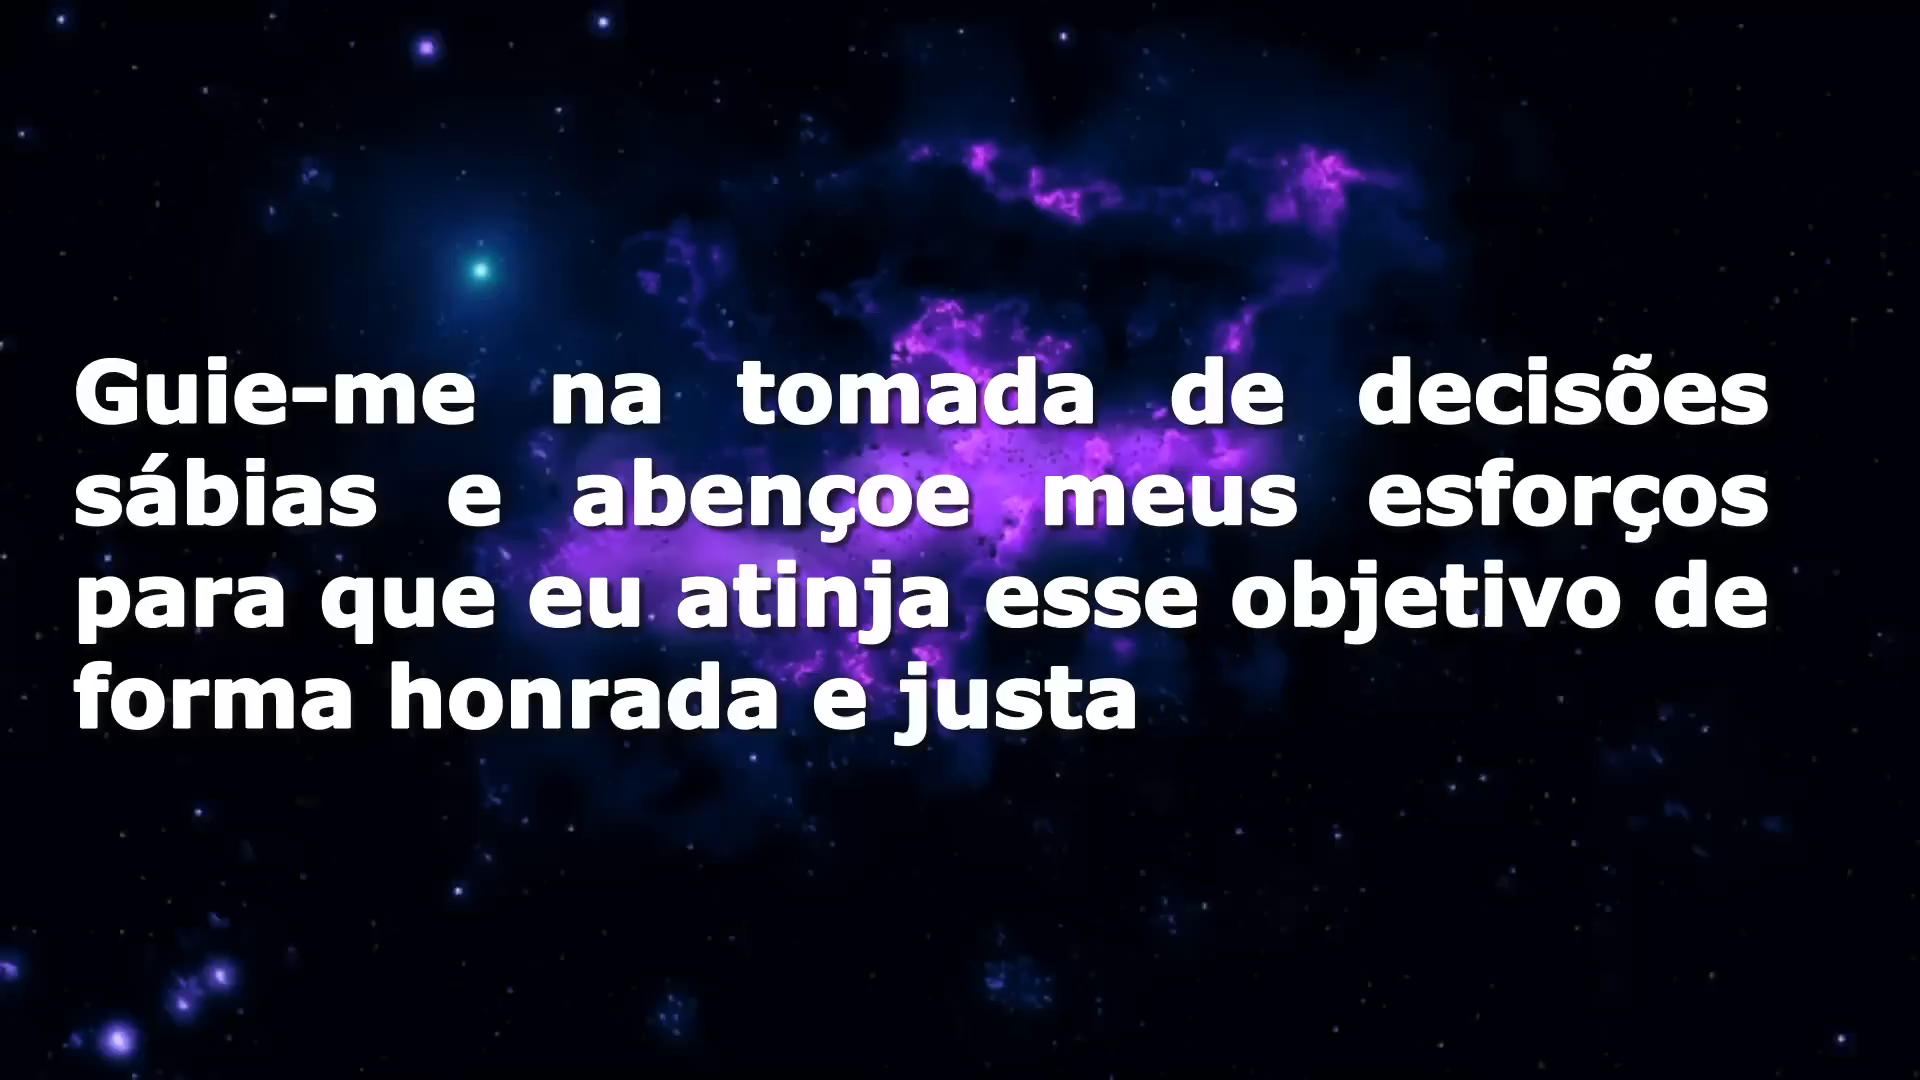 Guie-me na tomada de decisões
sábias e abençoe meus esforços
para que eu atinja esse objetivo de
forma honrada e justa